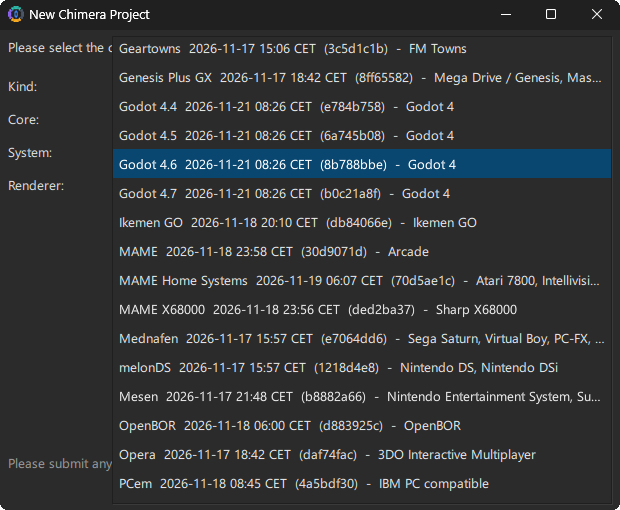 New Chimera Project
Please select the c
Kind:
Core:
System:
Renderer:
Please submit any
Geartowns 2026-11-17 15:06 CET (3c5d1c1b) - FM Towns
Genesis Plus GX 2026-11-17 18:42 CET (8ff65582) - Mega Drive / Genesis, Mas...
Godot 4.4 2026-11-21 08:26 CET (e784b758) - Godot 4
Godot 4.5 2026-11-21 08:26 CET (6a745b08) - Godot 4
Godot 4.6 2026-11-21 08:26 CET (8b788bbe) - Godot 4
Godot 4.7 2026-11-21 08:26 CET (b0c21a8f) - Godot 4
Ikemen GO 2026-11-18 20:10 CET (db84066e) - Ikemen GO
MAME 2026-11-18 23:58 CET (30d9071d) - Arcade
MAME Home Systems 2026-11-19 06:07 CET (70d5ae1c) - Atari 7800, Intellivisi...
MAME X68000 2026-11-18 23:56 CET (ded2ba37) - Sharp X68000
Mednafen 2026-11-17 15:57 CET (e7064dd6) - Sega Saturn, Virtual Boy, PC-FX, ...
melonDS 2026-11-17 15:57 CET (1218d4e8) - Nintendo DS, Nintendo DSi
Mesen 2026-11-17 21:48 CET (b8882a66) - Nintendo Entertainment System, Su...
OpenBOR 2026-11-18 06:00 CET (d883925c) - OpenBOR
Opera 2026-11-17 18:42 CET (daf74fac) - 3DO Interactive Multiplayer
PCem 2026-11-18 08:45 CET (4a5bdf30) - IBM PC compatible